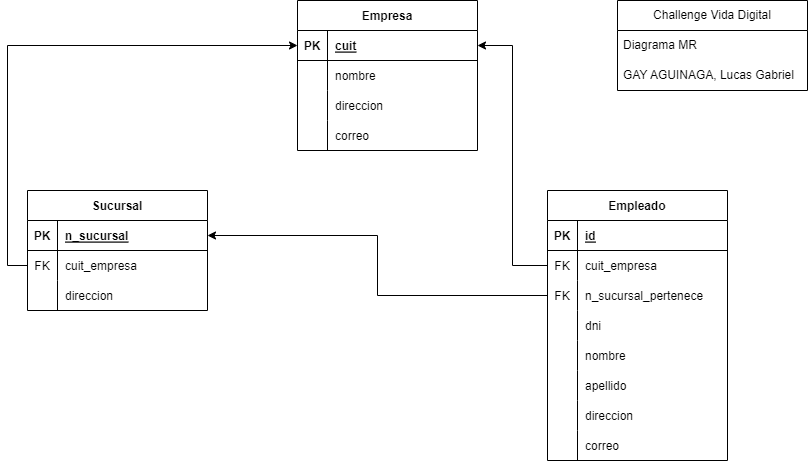 Empresa
PK cuit
nombre
direccion
correo
Challenge Vida Digital
Diagrama MR
GAY AGUINAGA, Lucas Gabriel
Sucursal
PK n_sucursal
FK cuit_empresa
direccion
Empleado
PK id
FK cuit_empresa
FK n_sucursal_pertenece
dni
nombre
apellido
direccion
correo